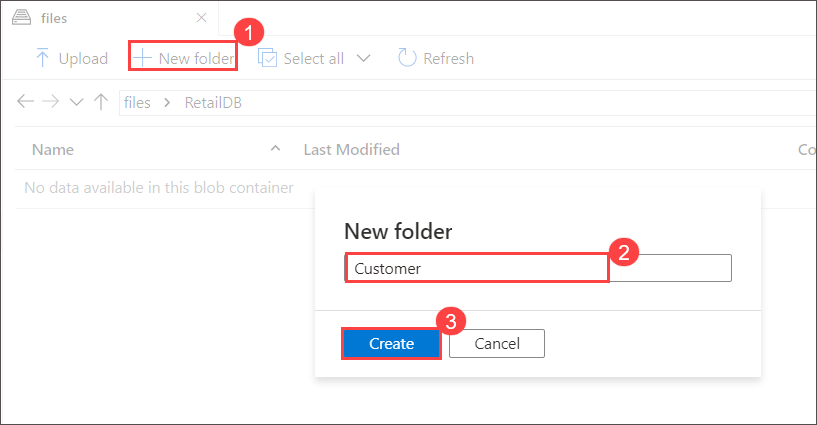 files
1
Upload New folder Select all Refresh
files RetailDB
Name Last Modified Co
No data available in this blob container
New folder
2
Customer
3
Create Cancel